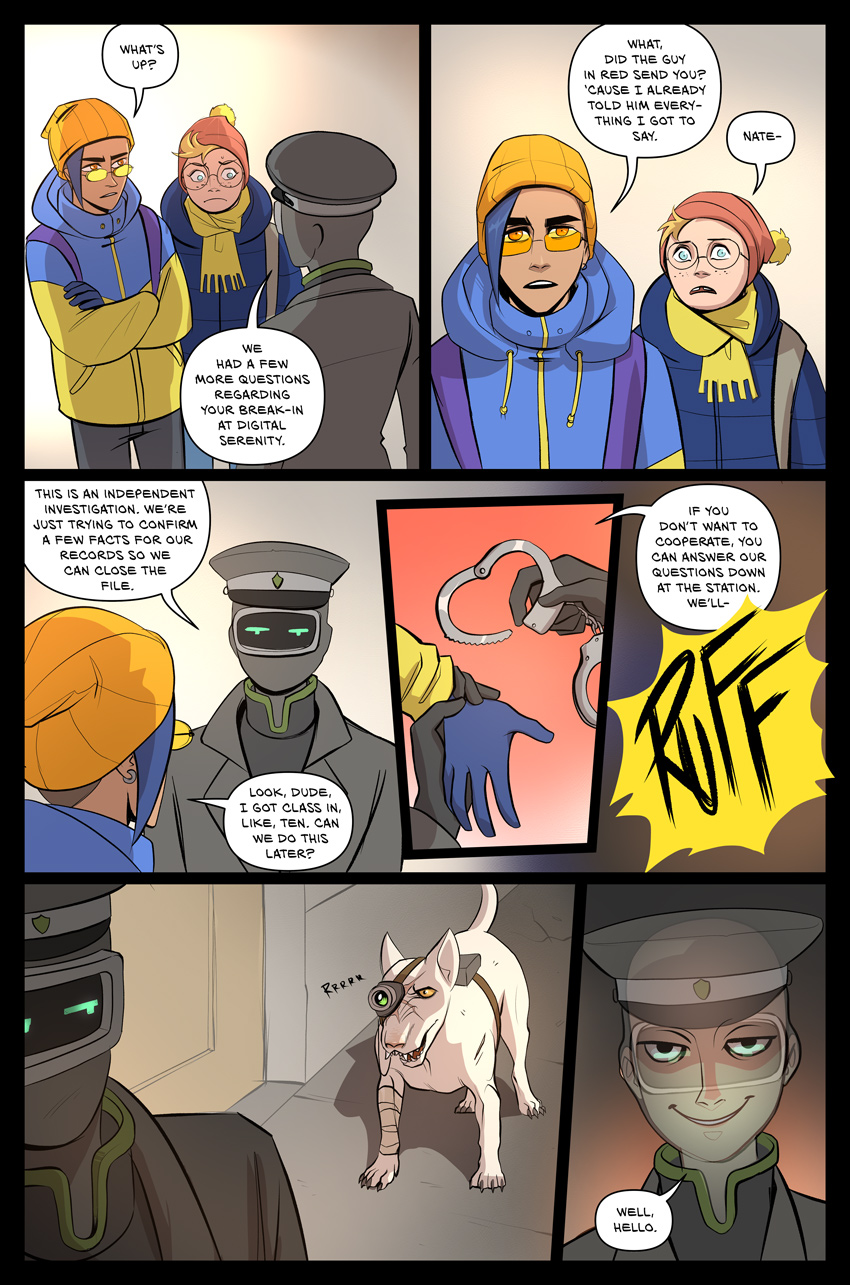 WHAT'S
UP?
WE
HAD A FEW
MORE QUESTIONS
REGARDING
YOUR BREAK-IN
AT DIGITAL
SERENITY.
WHAT,
DID THE GUY
IN RED SEND YOU?
'CAUSE I ALREADY
TOLD HIM EVERY-
THING I GOT TO
SAY.
NATE-
THIS IS AN INDEPENDENT
INVESTIGATION. WE'RE
JUST TRYING TO CONFIRM
A FEW FACTS FOR OUR
RECORDS SO WE
CAN CLOSE THE
FILE.
LOOK, DUDE,
I GOT CLASS IN,
LIKE, TEN. CAN
WE DO THIS
LATER?
IF YOU
DON'T WANT TO
COOPERATE, YOU
CAN ANSWER OUR
QUESTIONS DOWN
AT THE STATION.
WE'LL-
RUFF
RRRRR
WELL,
HELLO.